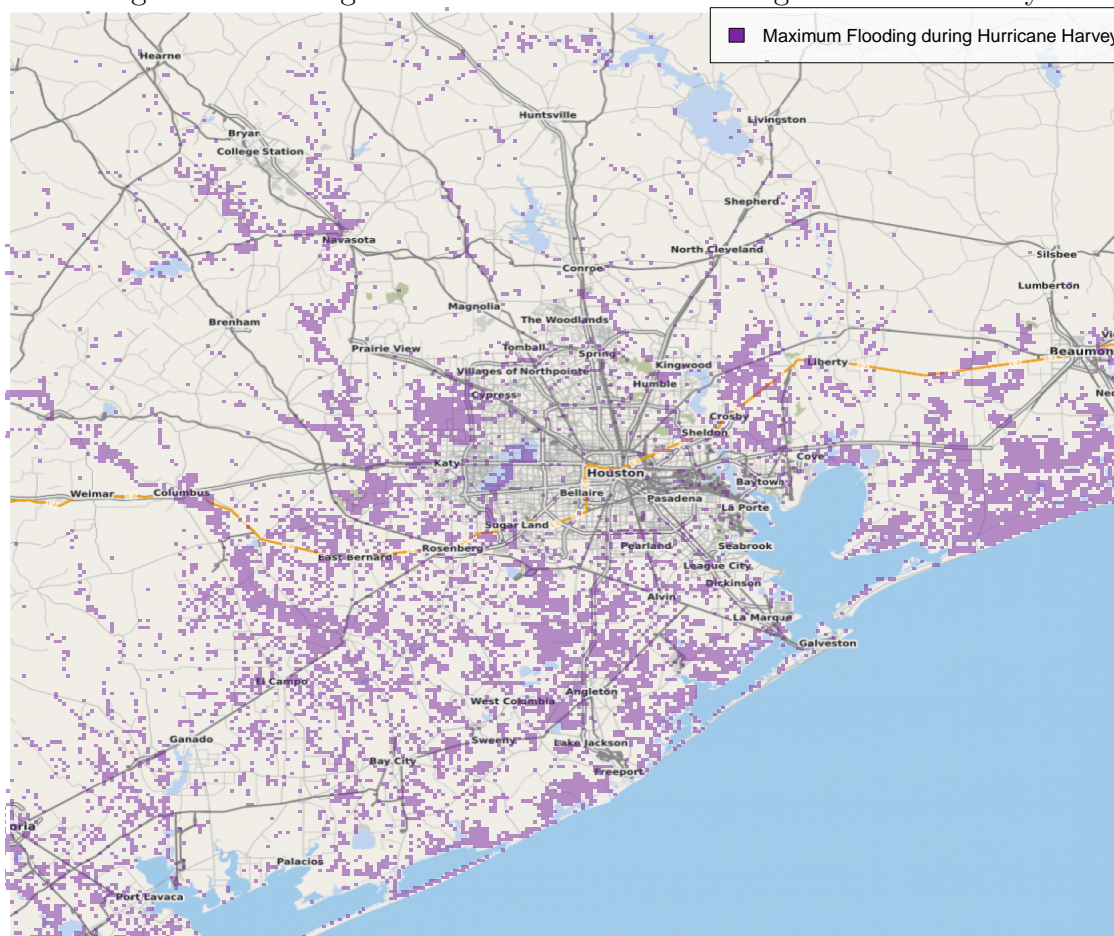 Maximum Flooding during Hurricane Harvey
Hearne
Huntsville
Livingston
Bryan
College Station
Shepherd
Navasota
North Cleveland
Silsbee
Conroe
Lumberton
Magnolia
Brenham
The Woodlands
Prairie View
Tomball
Spring
Beaumon
Liberty
Kingwood
Villages of Northpointe
Humble
Cypress
Crosby
Sheldon
Katy
Cove
Houston
Baytown
Weimar
Columbus
Bellaire
Pasadena
La Porte
Sugar Land
Pearland
Seabrook
Rosenberg
East Bernard
League City
Dickinson
Alvin
La Marque
Galveston
El Campo
Angleton
West Columbia
Ganado
Sweeny
Lake Jackson
Bay City
Freeport
oria
Palacios
Port Lavaca